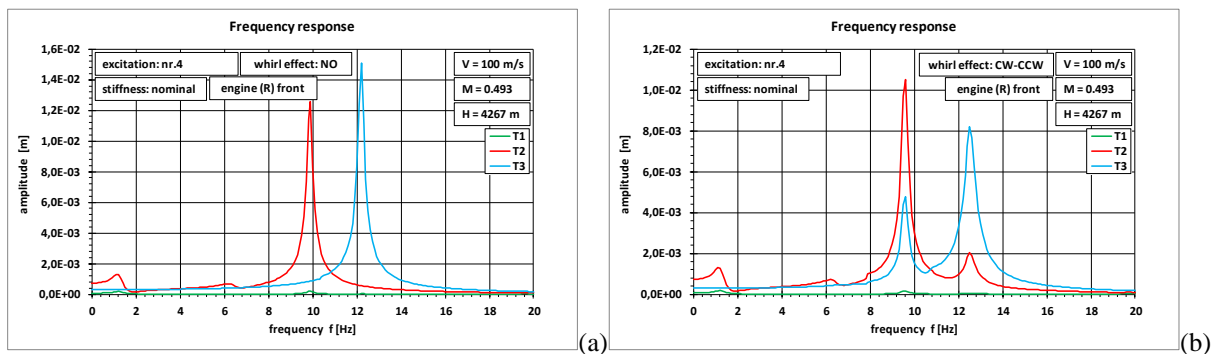 Frequency response
1,6E-02
1,4E-02
1,2E-02
1,0E-02
8,0E-03
6,0E-03
4,0E-03
2,0E-03
0,0E+00
amplitude [m]
excitation: nr.4
whirl effect: NO
V = 100 m/s
stiffness: nominal
engine (R) front
M = 0.493
H = 4267 m
T1
T2
T3
0 2 4 6 8 10 12 14 16 18 20
frequency f [Hz]
(a)
Frequency response
1,2E-02
1,0E-02
8,0E-03
6,0E-03
4,0E-03
2,0E-03
0,0E+00
amplitude [m]
excitation: nr.4
whirl effect: CW-CCW
V = 100 m/s
stiffness: nominal
engine (R) front
M = 0.493
H = 4267 m
T1
T2
T3
0 2 4 6 8 10 12 14 16 18 20
frequency f [Hz]
(b)